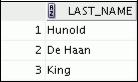 LAST_NAME
1 Hunold
2 De Haan
3 King